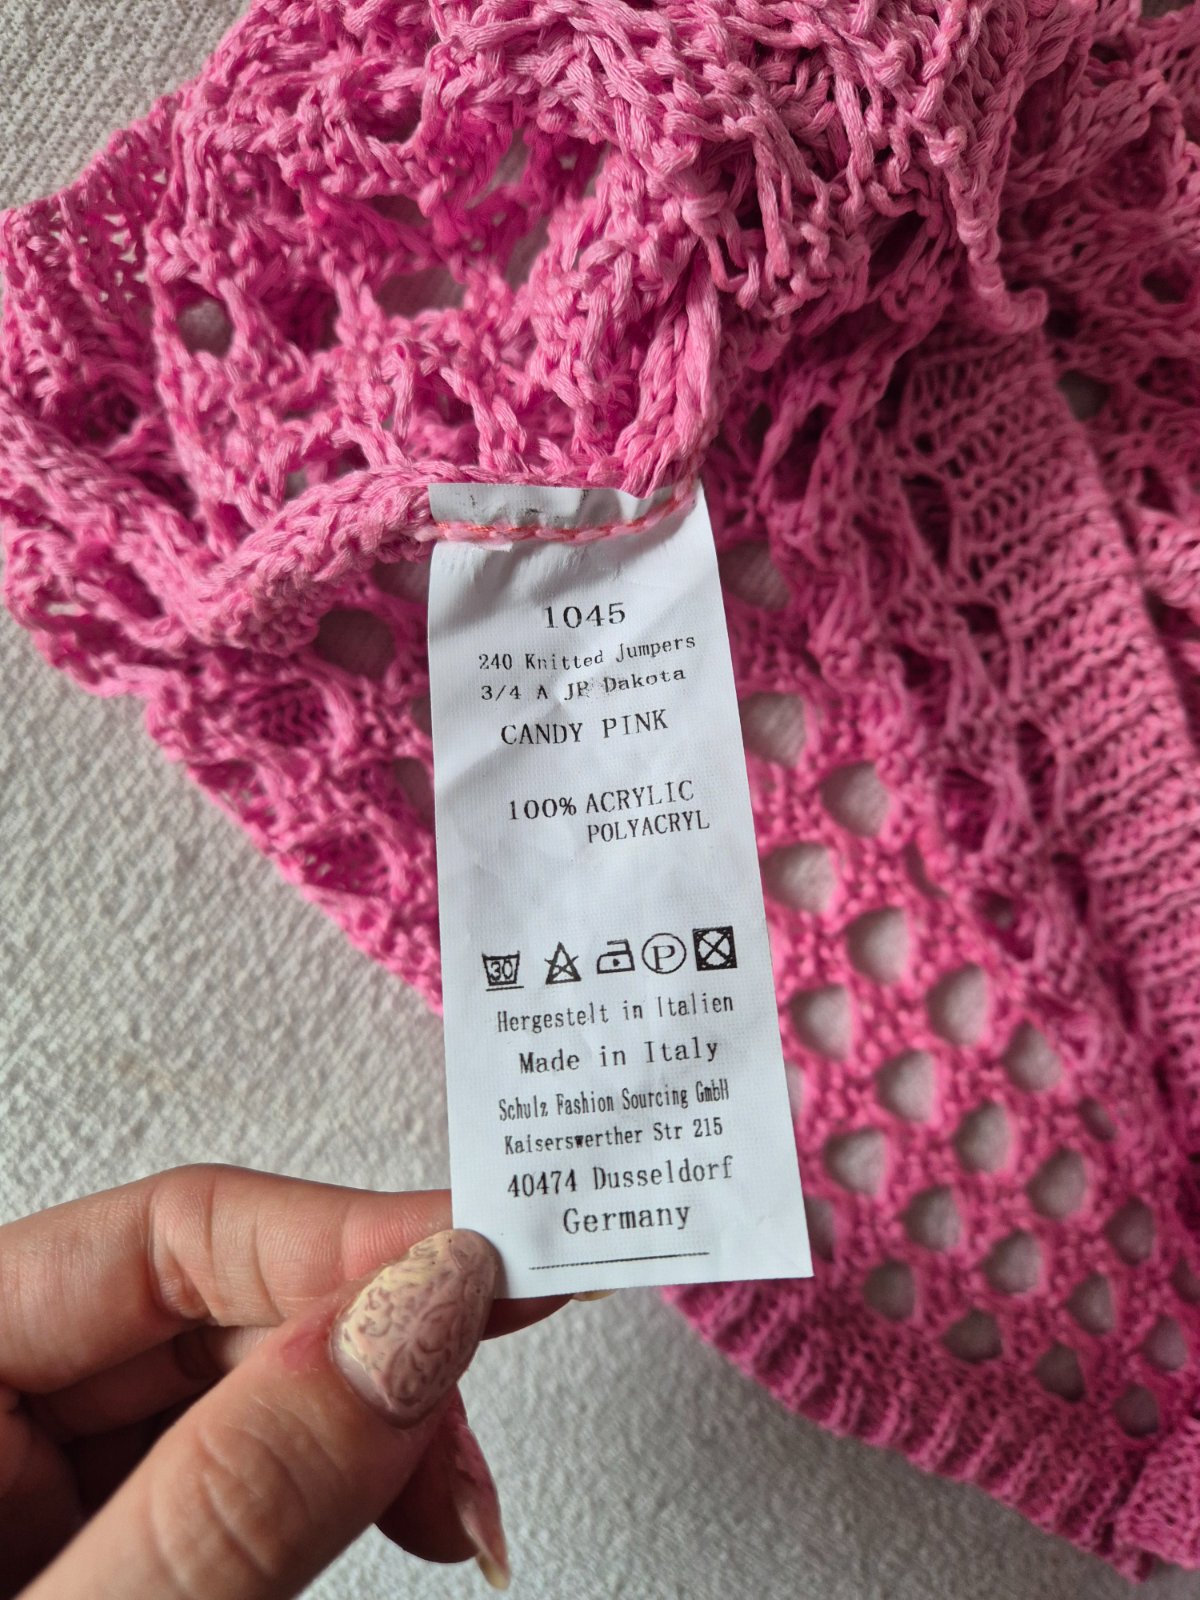 1045
240 Knitted Jumpers
3/4 A JP Dakota
CANDY PINK
100% ACRYLIC
POLYACRYL
30 P
Hergestelt in Italien
Made in Italy
Schulz Fashion Sourcing GmbH
Kaiserswerther Str 215
40474 Dusseldorf
Germany